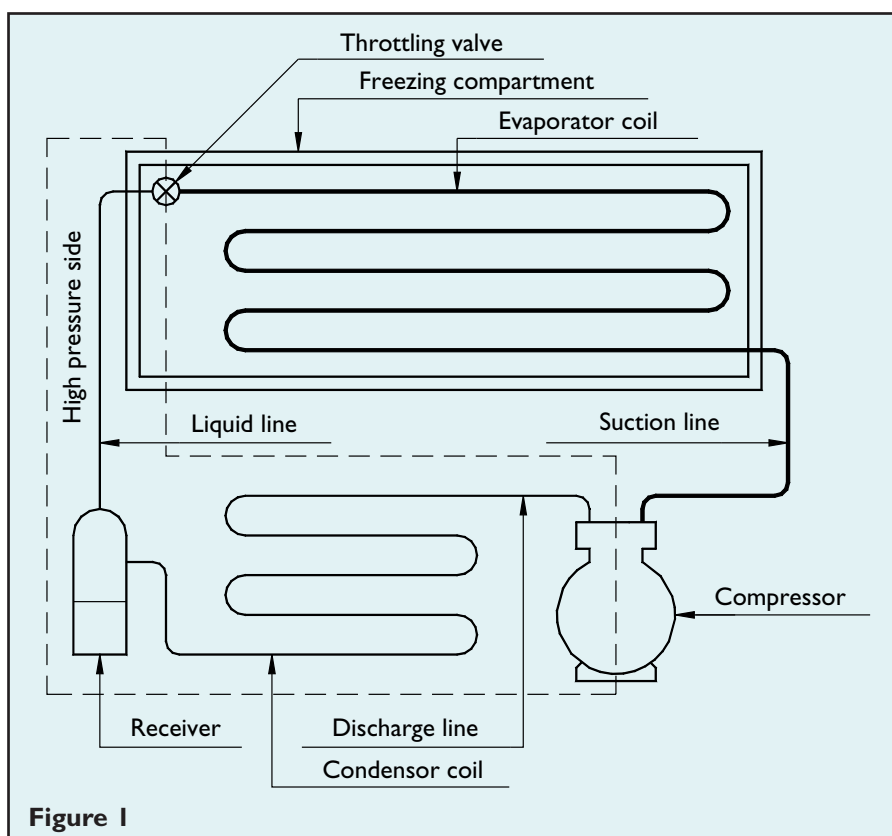 Throttling valve
Freezing compartment
Evaporator coil
High pressure side
Liquid line
Suction line
Compressor
Receiver
Discharge line
Condensor coil
Figure 1